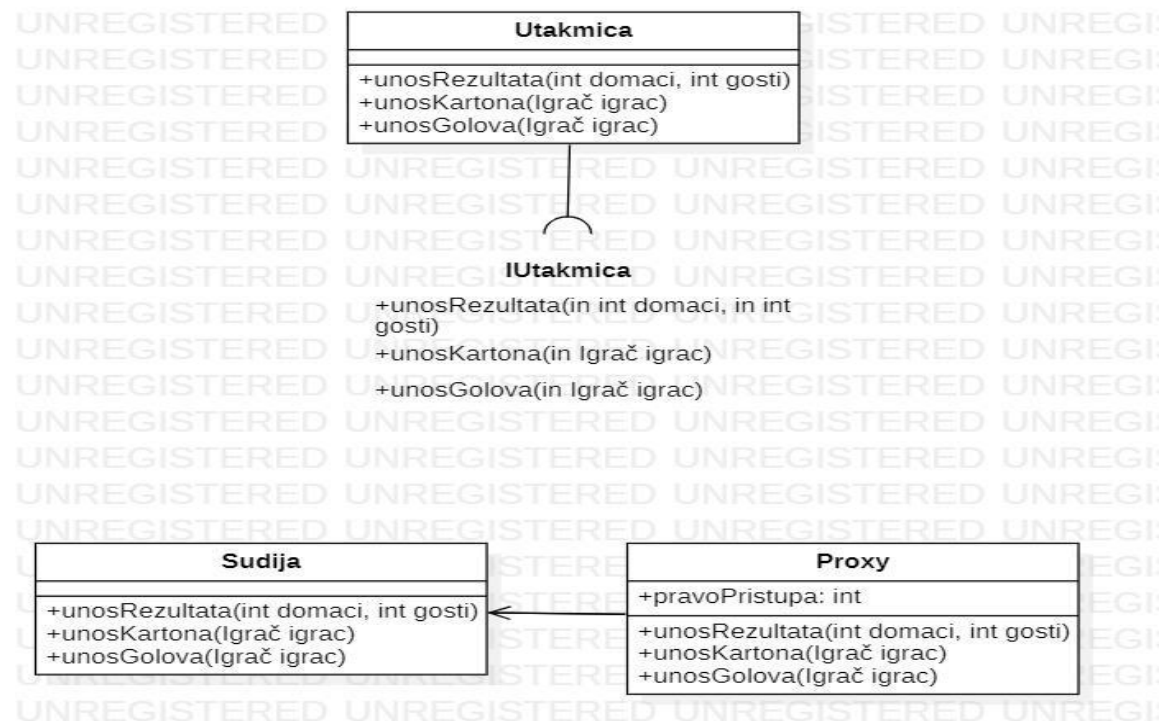 Utakmica
+unosRezultata(int domaci, int gosti)
+unosKartona(Igrač igrac)
+unosGolova(Igrač igrac)
IUtakmica
+unosRezultata(in int domaci, in int
gosti)
+unosKartona(in Igrač igrac)
+unosGolova(in Igrač igrac)
Sudija
+unosRezultata(int domaci, int gosti)
+unosKartona(Igrač igrac)
+unosGolova(Igrač igrac)
Proxy
+pravoPristupa: int
+unosRezultata(int domaci, int gosti)
+unosKartona(Igrač igrac)
+unosGolova(Igrač igrac)
UNREGISTERED